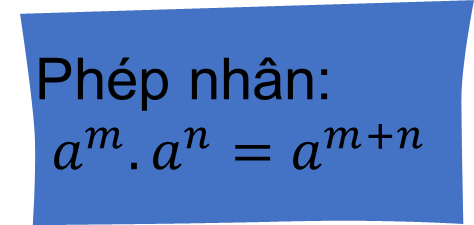 Phép nhân:
$a^m . a^n = a^{m+n}$